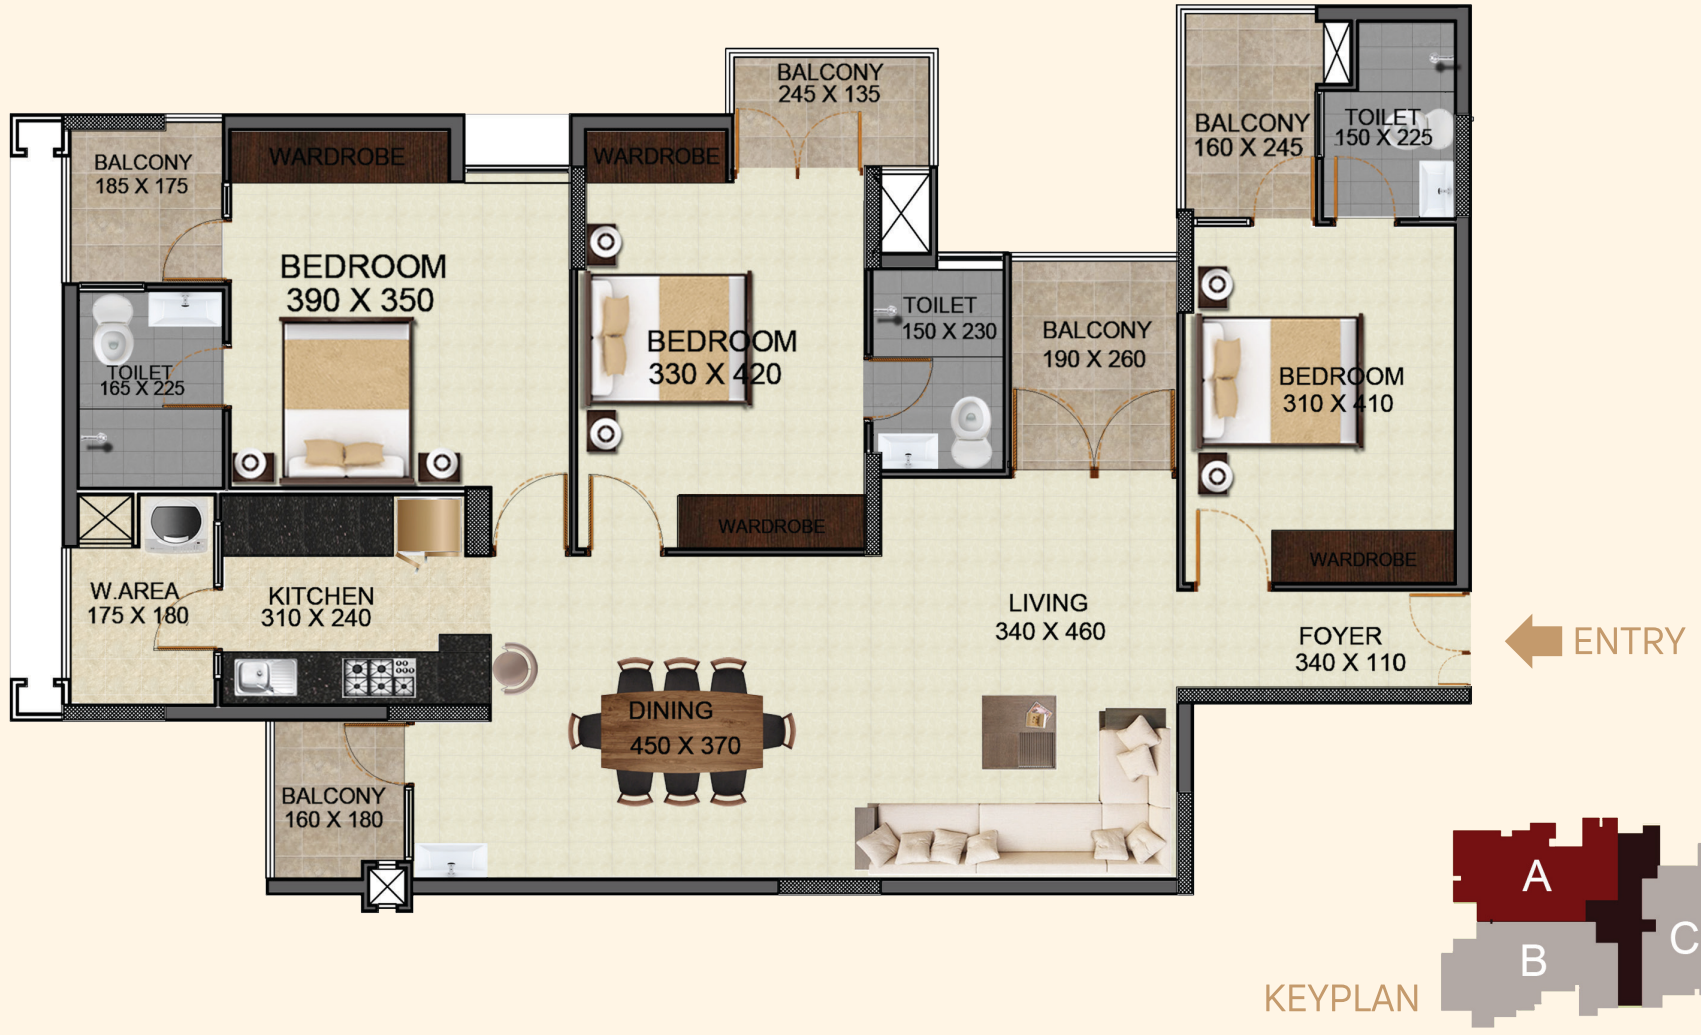 BALCONY
245 X 135
BALCONY
160 X 245
TOILET
150 X 225
BALCONY
185 X 175
WARDROBE
WARDROBE
BEDROOM
390 X 350
TOILET
150 X 230
BALCONY
190 X 260
BEDROOM
330 X 420
TOILET
165 X 225
BEDROOM
310 X 410
WARDROBE
WARDROBE
W.AREA
175 X 180
KITCHEN
310 X 240
LIVING
340 X 460
FOYER
340 X 110
ENTRY
DINING
450 X 370
BALCONY
160 X 180
A
B
C
KEYPLAN